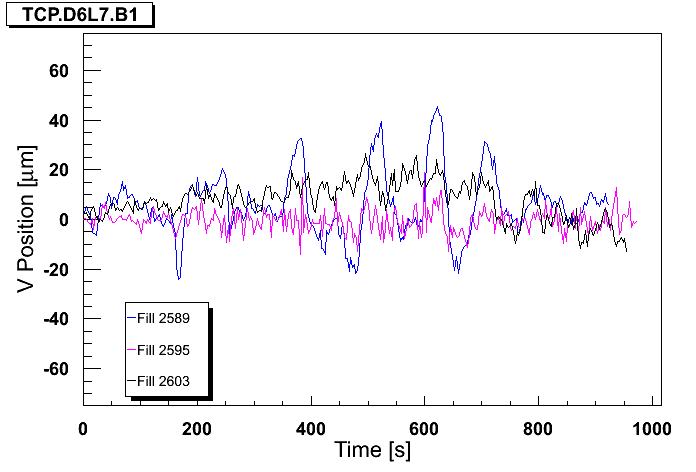 TCP.D6L7.B1
V Position [μm]
60
40
20
0
-20
-40
-60
Fill 2589
Fill 2595
Fill 2603
0 200 400 600 800 1000
Time [s]